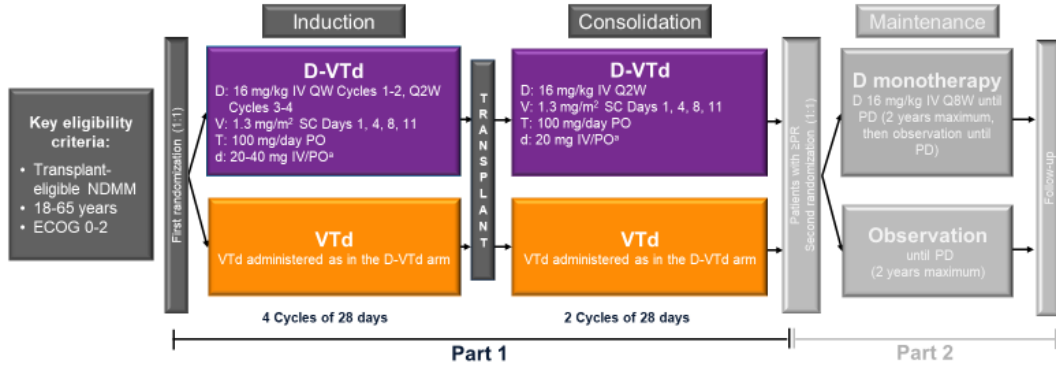 Induction
Consolidation
Maintenance
Key eligibility
criteria:
• Transplant-
eligible NDMM
• 18-65 years
• ECOG 0-2
First randomization (1:1)
D-VTd
D: 16 mg/kg IV QW Cycles 1-2, Q2W
Cycles 3-4
V: 1.3 mg/m² SC Days 1, 4, 8, 11
T: 100 mg/day PO
d: 20-40 mg IV/POᵃ
VTd
VTd administered as in the D-VTd arm
4 Cycles of 28 days
TRANSPLANT
D-VTd
D: 16 mg/kg IV Q2W
V: 1.3 mg/m² SC Days 1, 4, 8, 11
T: 100 mg/day PO
d: 20 mg IV/POᵃ
VTd
VTd administered as in the D-VTd arm
2 Cycles of 28 days
Patients with ≥PR
Second randomization (1:1)
D monotherapy
D 16 mg/kg IV Q8W until
PD (2 years maximum,
then observation until
PD)
Observation
until PD
(2 years maximum)
Follow-up
Part 1
Part 2